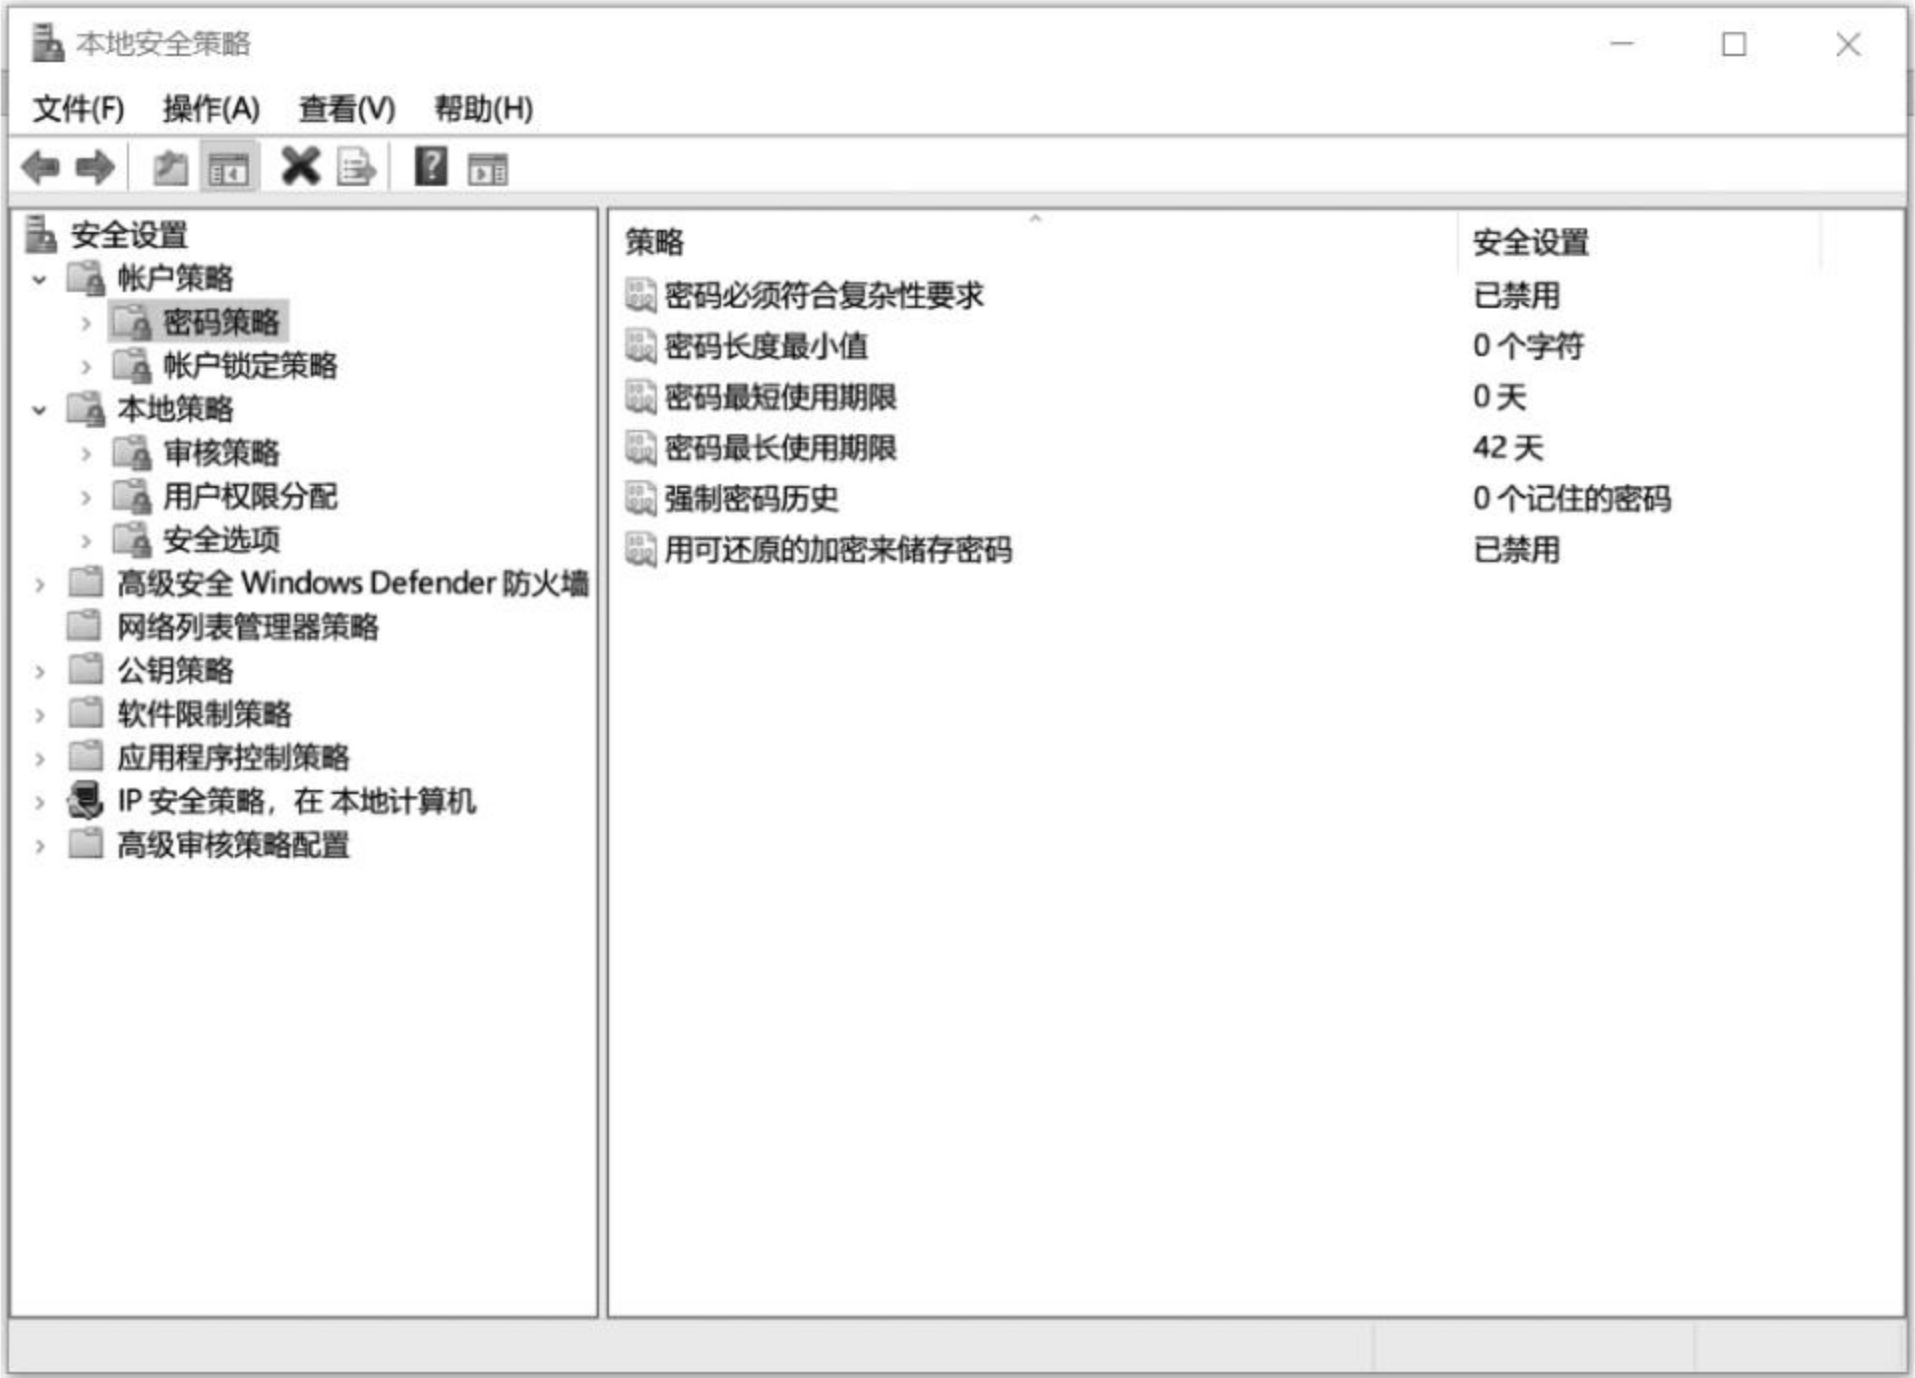 本地安全策略
文件(F) 操作(A) 查看(V) 帮助(H)
安全设置
帐户策略
密码策略
帐户锁定策略
本地策略
审核策略
用户权限分配
安全选项
高级安全 Windows Defender 防火墙
网络列表管理器策略
公钥策略
软件限制策略
应用程序控制策略
IP 安全策略，在 本地计算机
高级审核策略配置
策略 安全设置
密码必须符合复杂性要求 已禁用
密码长度最小值 0 个字符
密码最短使用期限 0 天
密码最长使用期限 42 天
强制密码历史 0 个记住的密码
用可还原的加密来储存密码 已禁用